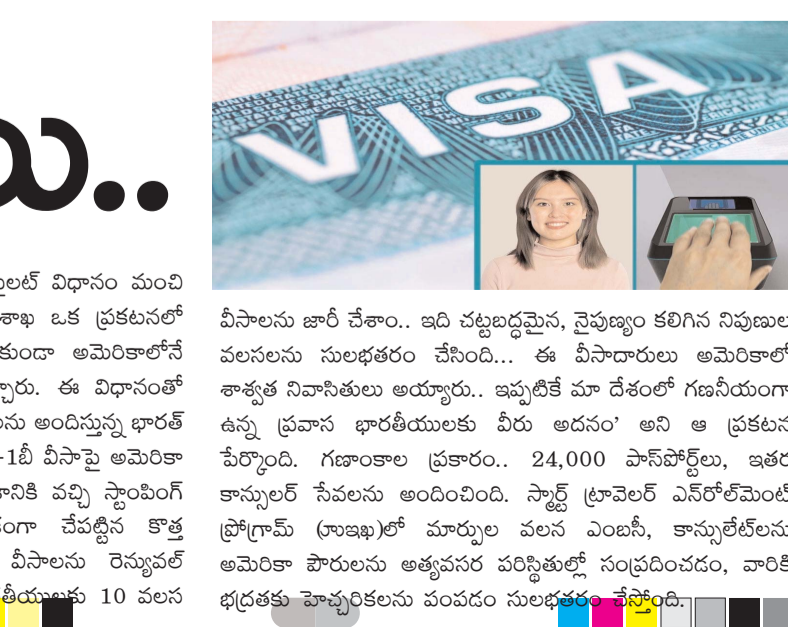 VISA
రు..
పైలట్ విధానం మంచి
శాఖ ఒక ప్రకటనలో
కుండా అమెరికాలోనే
చ్చారు. ఈ విధానంతో
ను అందిస్తున్న భారత్
-1బీ వీసాపై అమెరికా
వచ్చి స్టాంపింగ్
చేపట్టిన కొత్త
వీసాలను రెన్యువల్
10 వలస
వీసాలను జారీ చేశాం.. ఇది చట్టబద్ధమైన, నైపుణ్యం కలిగిన నిపుణుల
వలసలను సులభతరం చేసింది... ఈ వీసాదారులు అమెరికాలో
శాశ్వత నివాసితులు అయ్యారు.. ఇప్పటికే మా దేశంలో గణనీయంగా
ఉన్న ప్రవాస భారతీయులకు వీరు అదనం' అని ఆ ప్రకటన
పేర్కొంది. గణాంకాల ప్రకారం.. 24,000 పాస్‌పోర్ట్‌లు, ఇతర
కాన్సులర్ సేవలను అందించింది. స్మార్ట్ ట్రావెలర్ ఎన్‌రోల్‌మెంట్
ప్రోగ్రామ్ లో మార్పుల వలన ఎంబసీ, కాన్సులేట్‌లను
అమెరికా పౌరులను అత్యవసర పరిస్థితుల్లో సంప్రదించడం, వారికి
భద్రతకు హెచ్చరికలను పంపడం సులభతరం చేస్తోంది.